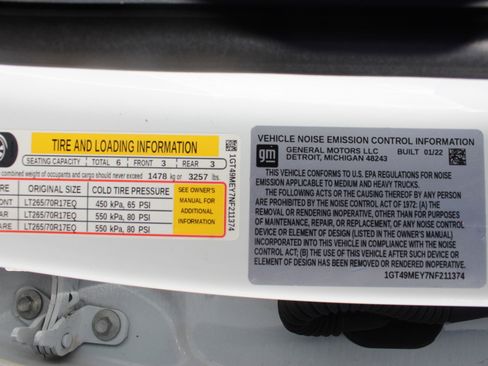 TIRE AND LOADING INFORMATION
SEATING CAPACITY TOTAL 6 FRONT 3 REAR 3
combined weight of occupants and cargo should never exceed 1478 kg or 3257 lbs
RE ORIGINAL SIZE COLD TIRE PRESSURE
ONT LT265/70R17EQ 450 kPa, 65 PSI
AR LT265/70R17EQ 550 kPa, 80 PSI
ARE LT265/70R17EQ 550 kPa, 80 PSI
SEE OWNER'S
MANUAL FOR
ADDITIONAL
INFORMATION
1GT49MEY7NF211374
VEHICLE NOISE EMISSION CONTROL INFORMATION
gm
GENERAL MOTORS LLC BUILT 01/22
DETROIT, MICHIGAN 48243
THIS VEHICLE CONFORMS TO U.S. EPA REGULATIONS FOR NOISE
EMISSION APPLICABLE TO MEDIUM AND HEAVY TRUCKS.
THE FOLLOWING ACTS OR THE CAUSING THEREOF BY ANY PERSON
ARE PROHIBITED BY THE NOISE CONTROL ACT OF 1972: (A) THE
REMOVAL OR RENDERING INOPERATIVE, OTHER THAN FOR PURPOSES
OF MAINTENANCE, REPAIR, OR REPLACEMENT, OF ANY NOISE CONTROL
DEVICE OR ELEMENT OF DESIGN (LISTED IN THE OWNER'S MANUAL)
INCORPORATED INTO THIS VEHICLE IN COMPLIANCE WITH THE NOISE
CONTROL ACT; (B) THE USE OF THIS VEHICLE AFTER SUCH DEVICE OR
ELEMENT OF DESIGN HAS BEEN REMOVED OR RENDERED INOPERATIVE.
1GT49MEY7NF211374